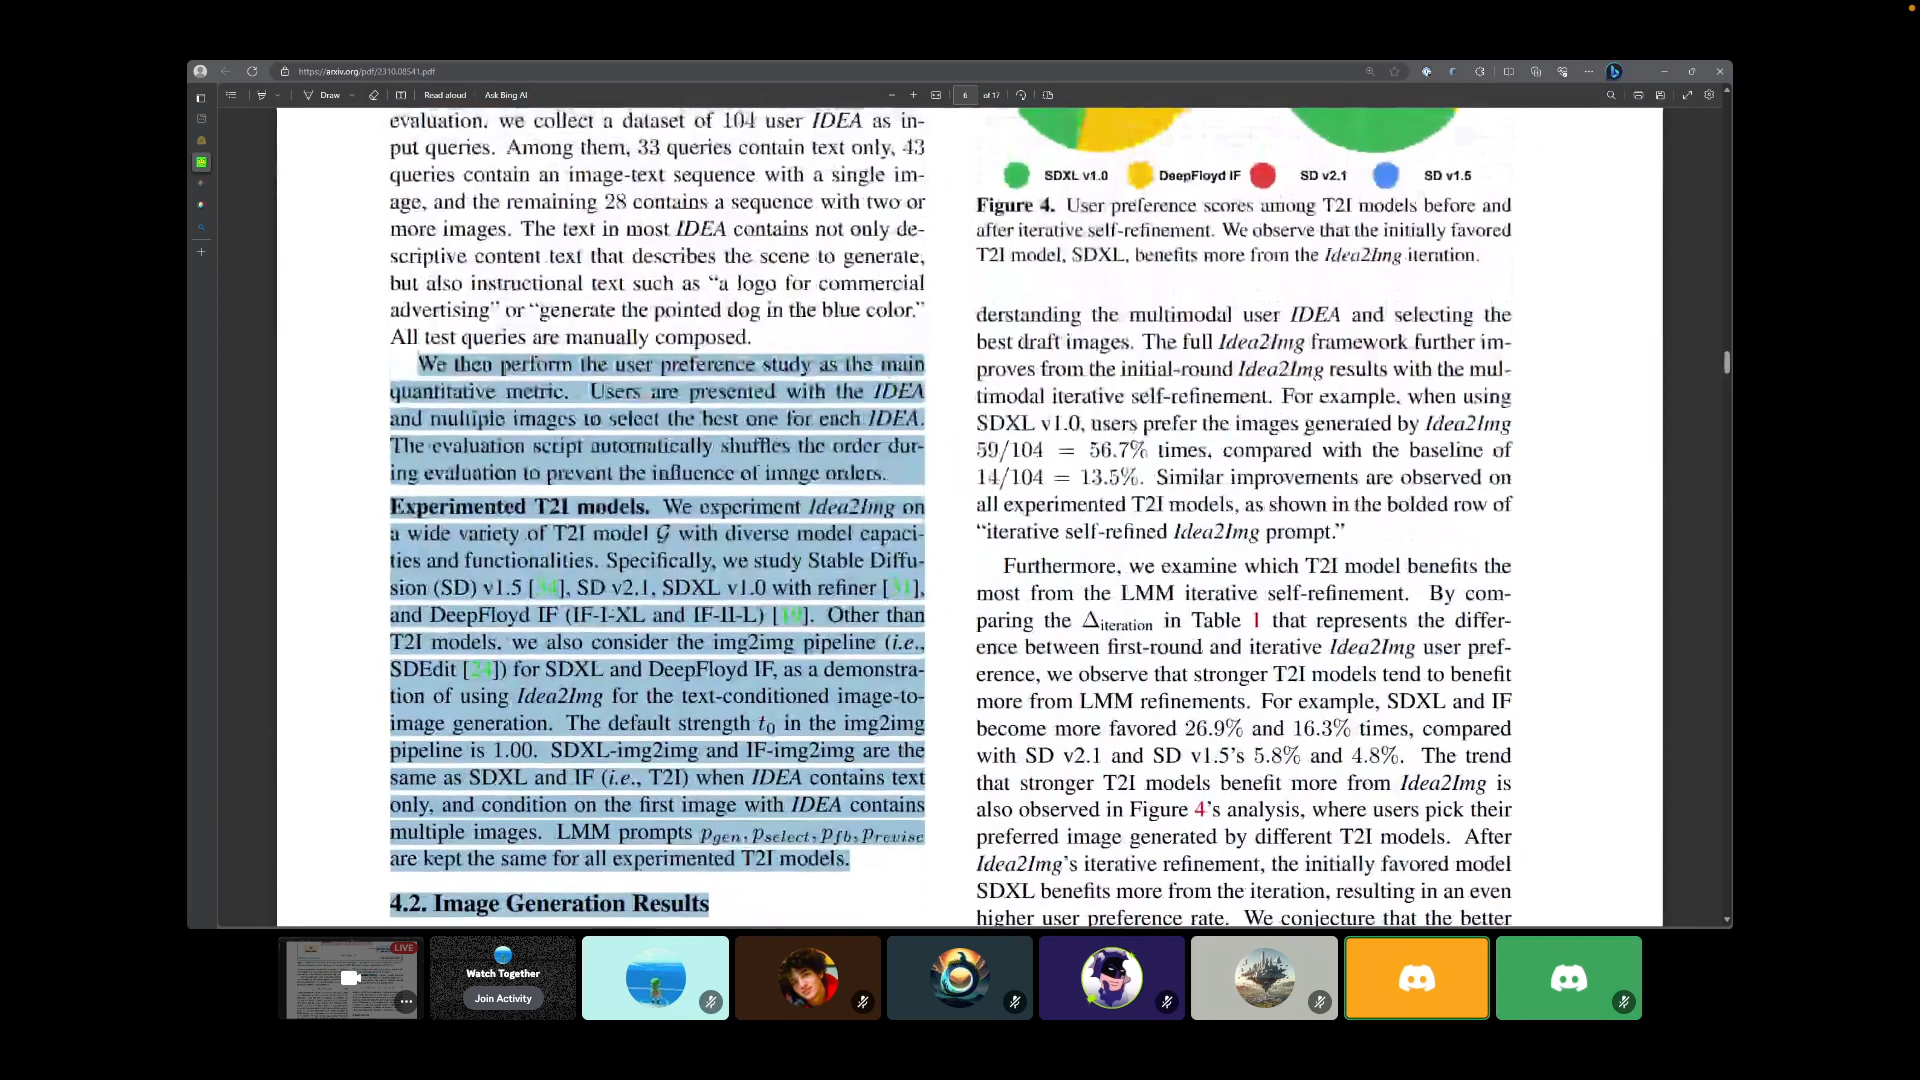 https://arxiv.org/pdf/2310.08541.pdf
Draw
Read aloud
Ask Bing AI
6
of 17
evaluation, we collect a dataset of 104 user IDEA as in-
put queries. Among them, 33 queries contain text only, 43
queries contain an image-text sequence with a single im-
age, and the remaining 28 contains a sequence with two or
more images. The text in most IDEA contains not only de-
scriptive content text that describes the scene to generate,
but also instructional text such as “a logo for commercial
advertising” or “generate the pointed dog in the blue color.”
All test queries are manually composed.
We then perform the user preference study as the main
quantitative metric. Users are presented with the IDEA
and multiple images to select the best one for each IDEA.
The evaluation script automatically shuffles the order dur-
ing evaluation to prevent the influence of image orders.
Experimented T2I models. We experiment Idea2Img on
a wide variety of T2I model G with diverse model capaci-
ties and functionalities. Specifically, we study Stable Diffu-
sion (SD) v1.5 [34], SD v2.1, SDXL v1.0 with refiner [31],
and DeepFloyd IF (IF-I-XL and IF-II-L) [19]. Other than
T2I models, we also consider the img2img pipeline (i.e.,
SDEdit [24]) for SDXL and DeepFloyd IF, as a demonstra-
tion of using Idea2Img for the text-conditioned image-to-
image generation. The default strength t0 in the img2img
pipeline is 1.00. SDXL-img2img and IF-img2img are the
same as SDXL and IF (i.e., T2I) when IDEA contains text
only, and condition on the first image with IDEA contains
multiple images. LMM prompts pgen, pselect, pfb, previse
are kept the same for all experimented T2I models.
4.2. Image Generation Results
SDXL v1.0
DeepFloyd IF
SD v2.1
SD v1.5
Figure 4. User preference scores among T2I models before and
after iterative self-refinement. We observe that the initially favored
T2I model, SDXL, benefits more from the Idea2Img iteration.
derstanding the multimodal user IDEA and selecting the
best draft images. The full Idea2Img framework further im-
proves from the initial-round Idea2Img results with the mul-
timodal iterative self-refinement. For example, when using
SDXL v1.0, users prefer the images generated by Idea2Img
59/104 = 56.7% times, compared with the baseline of
14/104 = 13.5%. Similar improvements are observed on
all experimented T2I models, as shown in the bolded row of
“iterative self-refined Idea2Img prompt.”
Furthermore, we examine which T2I model benefits the
most from the LMM iterative self-refinement. By com-
paring the Δiteration in Table 1 that represents the differ-
ence between first-round and iterative Idea2Img user pref-
erence, we observe that stronger T2I models tend to benefit
more from LMM refinements. For example, SDXL and IF
become more favored 26.9% and 16.3% times, compared
with SD v2.1 and SD v1.5’s 5.8% and 4.8%. The trend
that stronger T2I models benefit more from Idea2Img is
also observed in Figure 4’s analysis, where users pick their
preferred image generated by different T2I models. After
Idea2Img’s iterative refinement, the initially favored model
SDXL benefits more from the iteration, resulting in an even
higher user preference rate. We conjecture that the better
LIVE
Watch Together
Join Activity